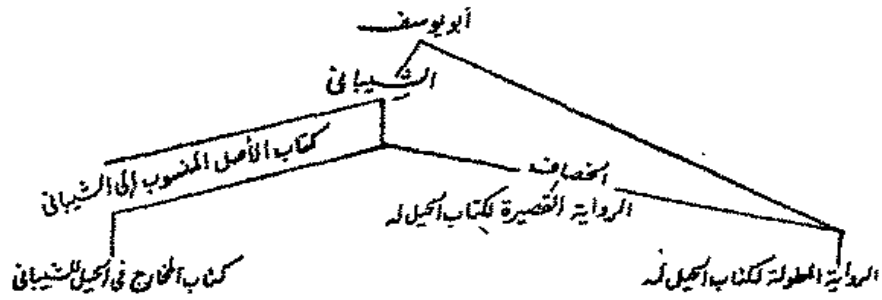 أبو يوسف
الشيباني
كتاب الأصل المنسوب إلى الشيباني
الخصاف
الرواية القصيرة لكتاب الحيل له
كتاب المخارج في الحيل للشيباني
الرواية المطولة لكتاب الحيل له